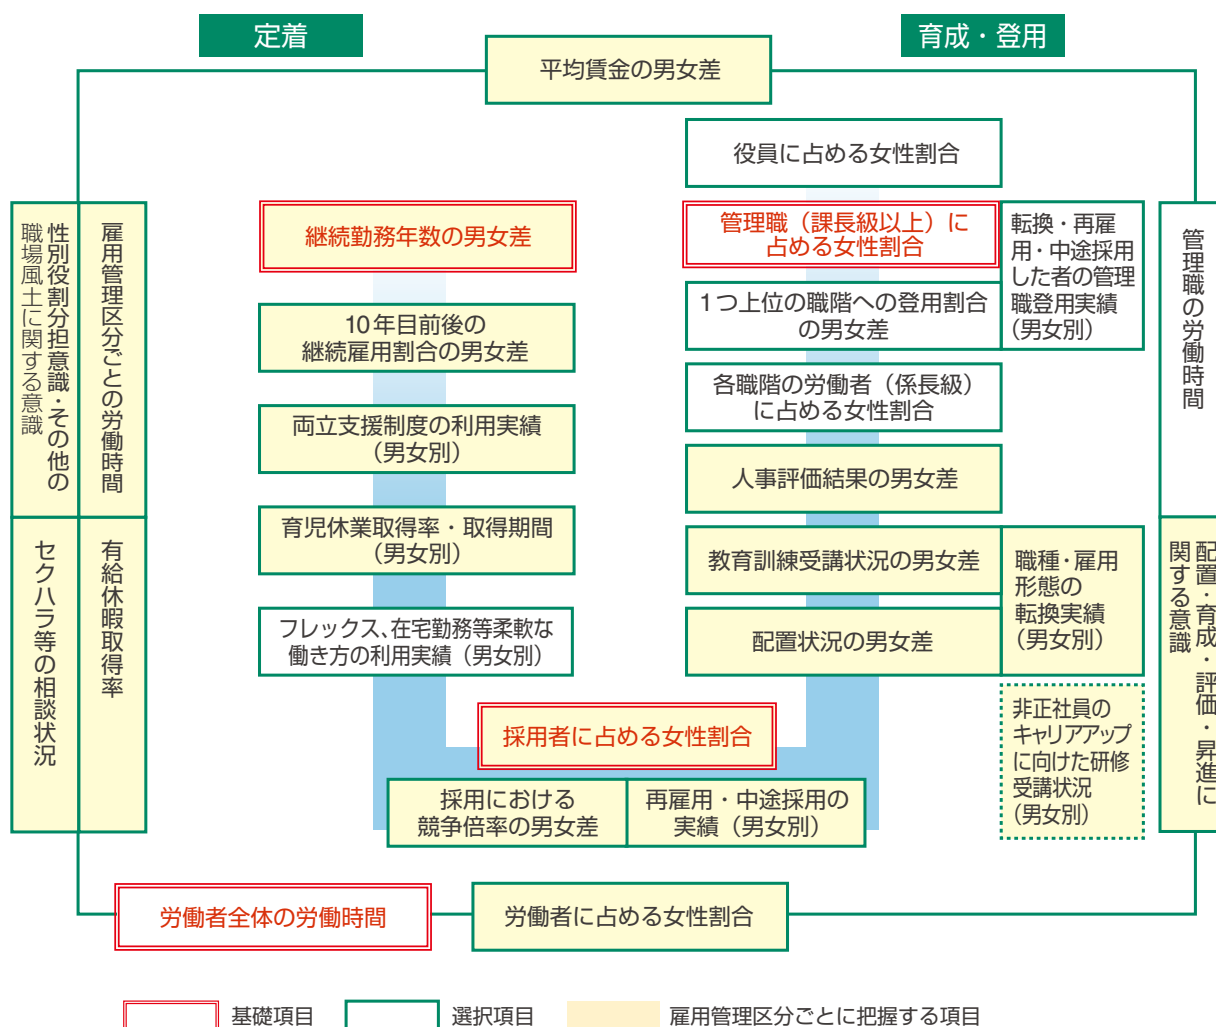 定着
育成・登用
平均賃金の男女差
役員に占める女性割合
性別役割分担意識・その他の
職場風土に関する意識
雇用管理区分ごとの労働時間
継続勤務年数の男女差
管理職（課長級以上）に
占める女性割合
転換・再雇
用・中途採用
した者の管理
職登用実績
（男女別）
管理職の労働時間
10年目前後の
継続雇用割合の男女差
1つ上位の職階への登用割合
の男女差
各職階の労働者（係長級）
に占める女性割合
両立支援制度の利用実績
（男女別）
人事評価結果の男女差
セクハラ等の相談状況
有給休暇取得率
育児休業取得率・取得期間
（男女別）
教育訓練受講状況の男女差
職種・雇用
形態の
転換実績
（男女別）
配置・育成・評価・昇進に
関する意識
フレックス、在宅勤務等柔軟な
働き方の利用実績（男女別）
配置状況の男女差
非正社員の
キャリアアップ
に向けた研修
受講状況
（男女別）
採用者に占める女性割合
採用における
競争倍率の男女差
再雇用・中途採用の
実績（男女別）
労働者全体の労働時間
労働者に占める女性割合
基礎項目
選択項目
雇用管理区分ごとに把握する項目